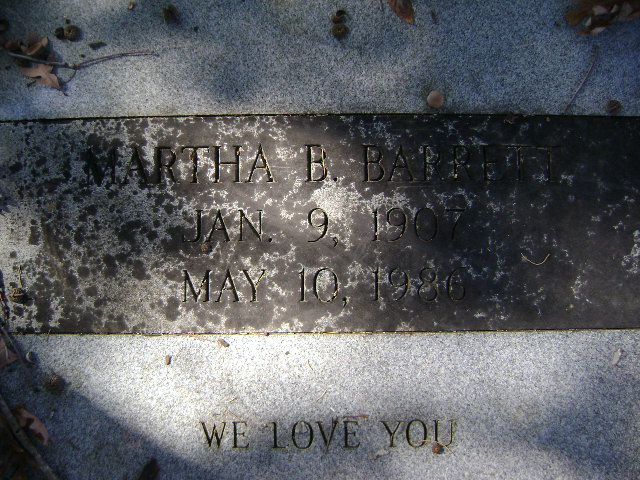 MARTHA B. BARRETT
JAN. 9, 1907
MAY 10, 1986
WE LOVE YOU